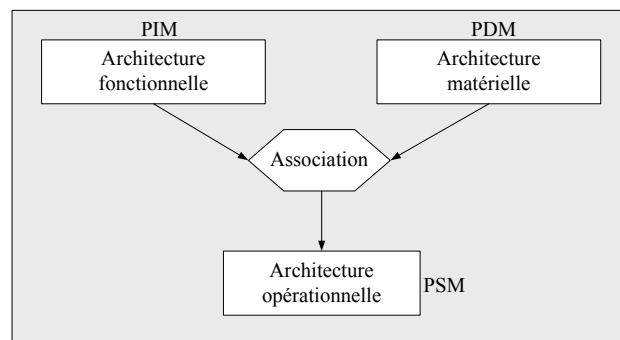 PIM
PDM
Architecture
fonctionnelle
Architecture
matérielle
Association
Architecture
opérationnelle
PSM